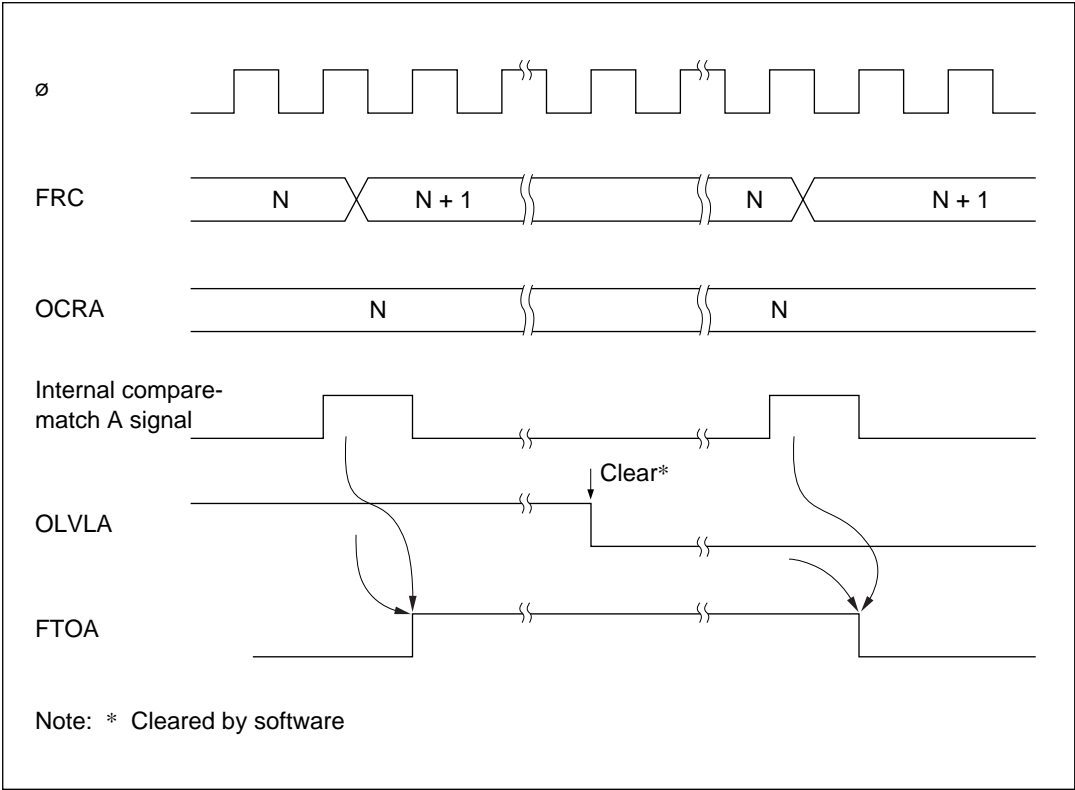 ø
FRC
N
N + 1
N
N + 1
OCRA
N
N
Internal compare-
match A signal
Clear*
OLVLA
FTOA
Note: * Cleared by software